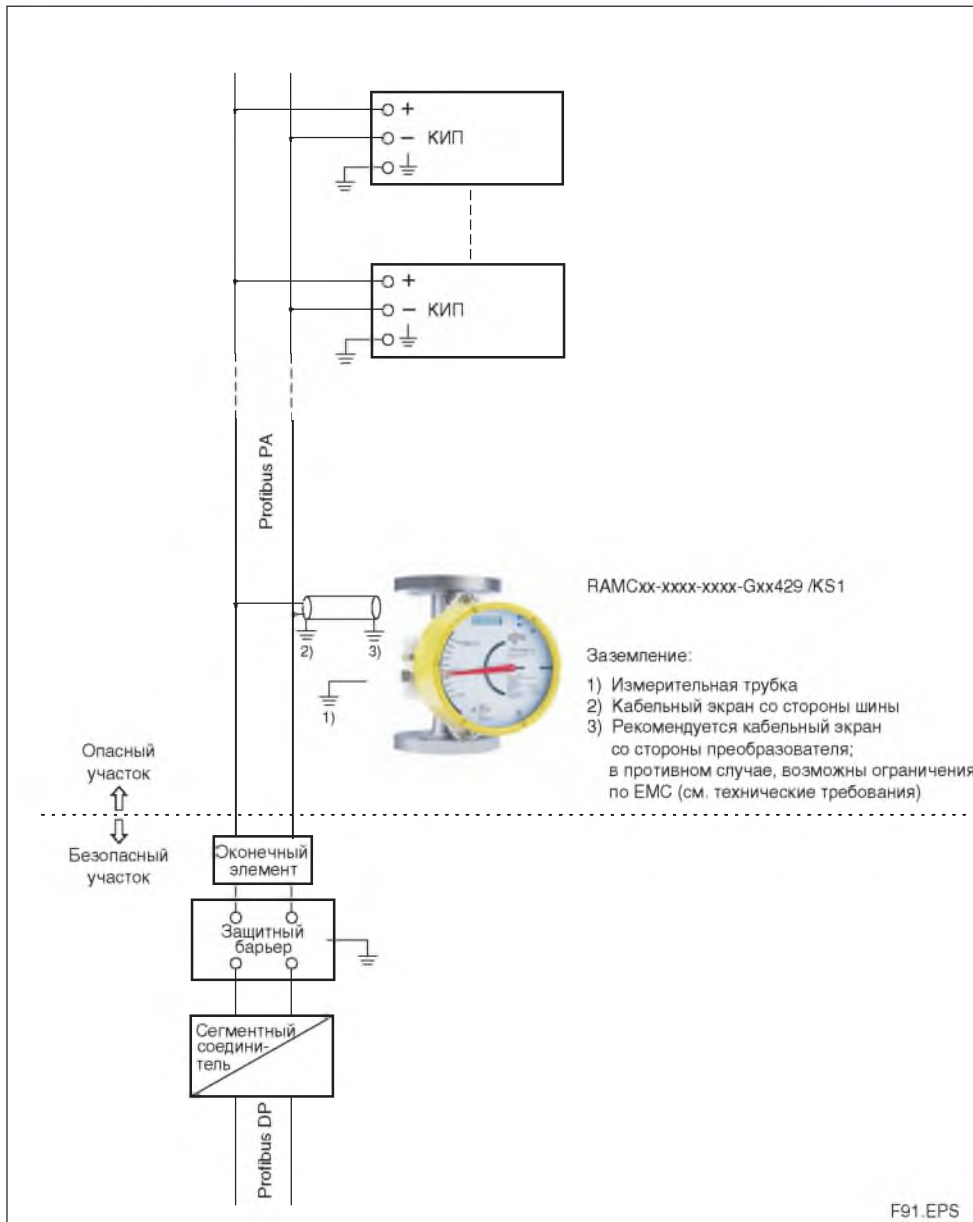 +
− КИП
+
− КИП
Profibus PA
RAMCxx-xxxx-xxxx-Gxx429 /KS1
2)
3)
1)
Заземление:
1) Измерительная трубка
2) Кабельный экран со стороны шины
3) Рекомендуется кабельный экран
со стороны преобразователя;
в противном случае, возможны ограничения
по EMC (см. технические требования)
Опасный
участок
Безопасный
участок
Оконечный
элемент
Защитный
барьер
Сегментный
соедини-
тель
Profibus DP
F91.EPS